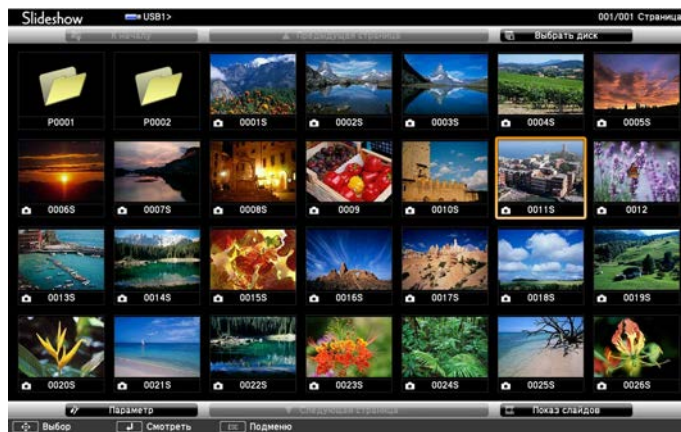 Slideshow USB1> 001/001 Страница
К началу Предыдущая страница Выбрать диск
P0001 P0002 0001S 0002S 0003S 0004S 0005S
0006S 0007S 0008S 0009 0010S 0011S 0012
0013S 0014S 0015S 0016S 0017S 0018S 0019S
0020S 0021S 0022S 0023S 0024S 0025S 0026S
Параметр Следующая страница Показ слайдов
Выбор Смотреть ESC Подменю